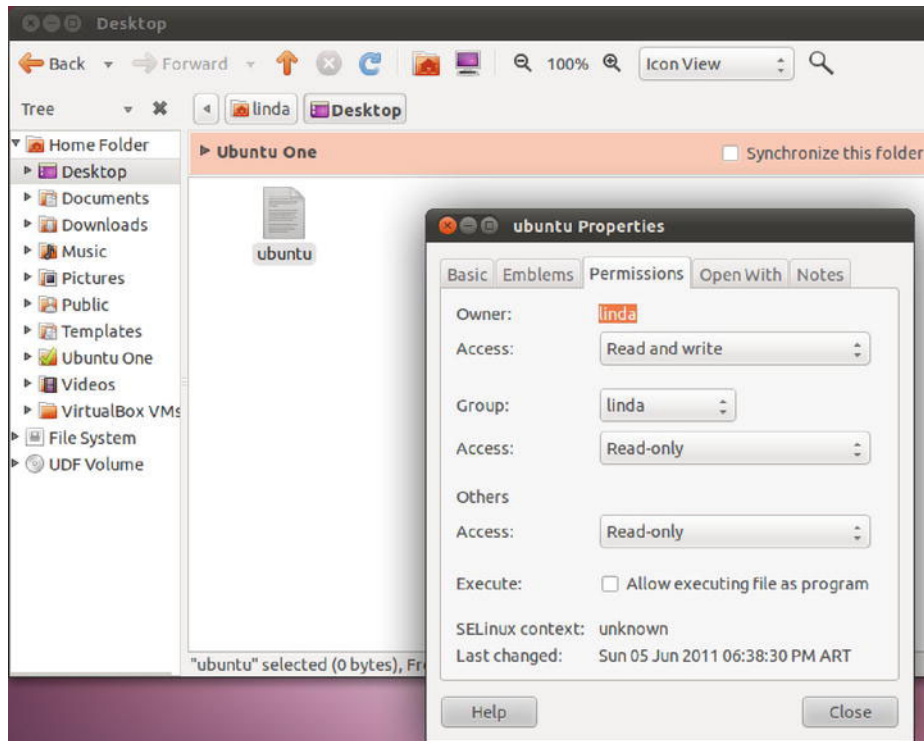 Desktop
Back Forward 100% Icon View
Tree linda Desktop
Home Folder
Desktop
Documents
Downloads
Music
Pictures
Public
Templates
Ubuntu One
Videos
VirtualBox VMs
File System
UDF Volume
Ubuntu One Synchronize this folder
ubuntu
"ubuntu" selected (0 bytes), Fr
ubuntu Properties
Basic Emblems Permissions Open With Notes
Owner: linda
Access: Read and write
Group: linda
Access: Read-only
Others
Access: Read-only
Execute: Allow executing file as program
SELinux context: unknown
Last changed: Sun 05 Jun 2011 06:38:30 PM ART
Help Close